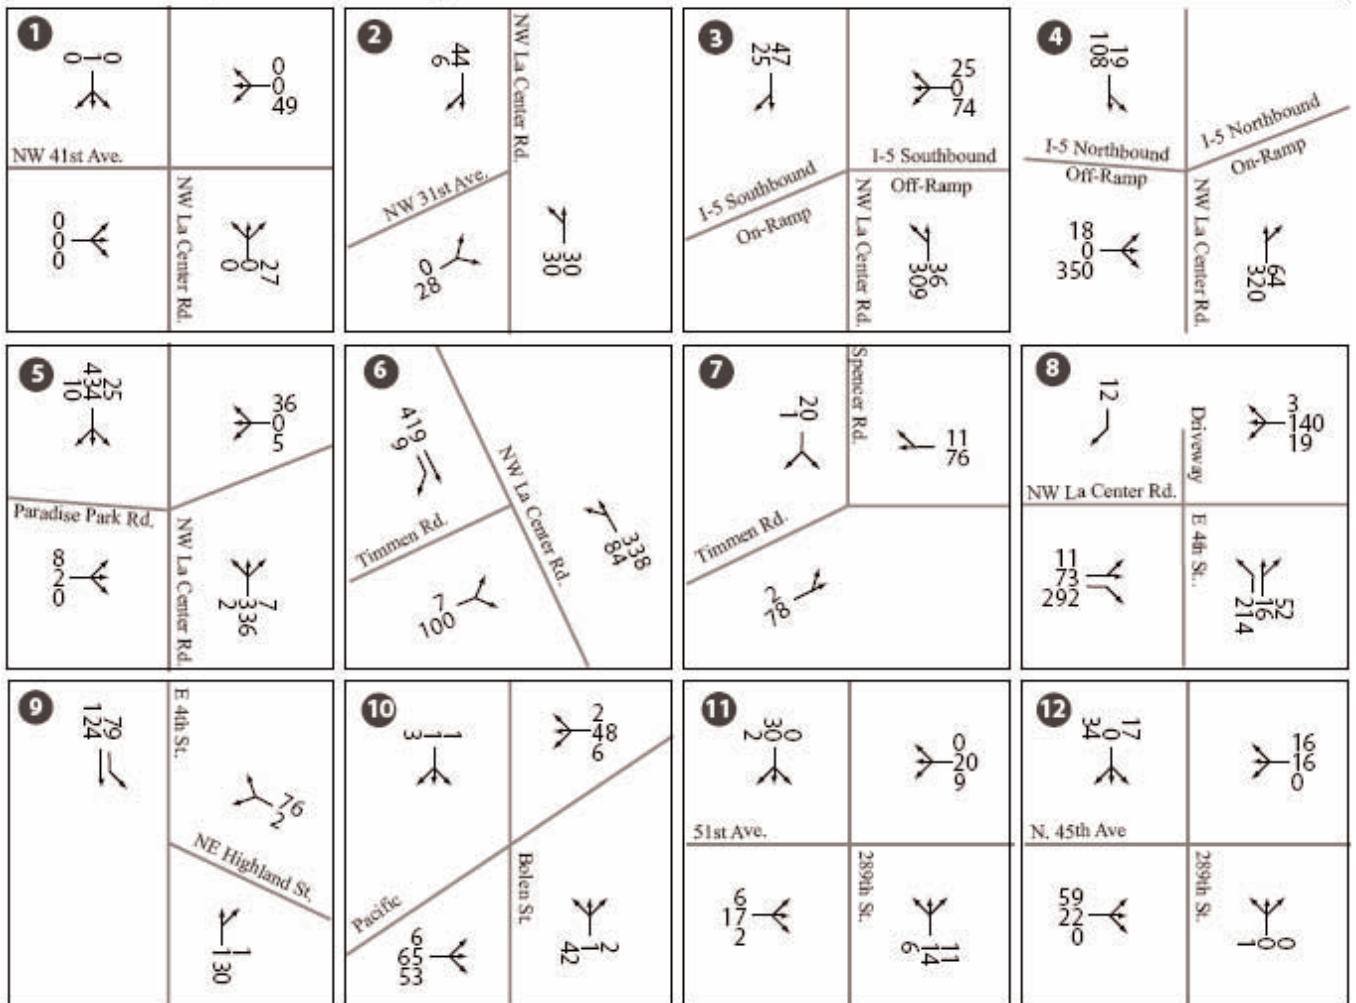 1
0 1 0
0
0
49
NW 41st Ave.
NW La Center Rd.
0
0
0
0 0 27
2
6 44
NW La Center Rd.
NW 31st Ave.
0
28
30 30
3
25 47
25
0
74
I-5 Southbound
On-Ramp
I-5 Southbound
Off-Ramp
NW La Center Rd.
309 36
4
108 19
I-5 Northbound
Off-Ramp
I-5 Northbound
On-Ramp
18
0
350
NW La Center Rd.
320 64
5
10 434 25
36
0
5
Paradise Park Rd.
NW La Center Rd.
8
2
0
2 336 7
6
9 419
NW La Center Rd.
Timmen Rd.
7
100
84 338
7
1 20
Spencer Rd.
11
76
Timmen Rd.
2
78
8
12
Driveway
3
140
19
NW La Center Rd.
E 4th St..
11
73
292
214 16 52
9
124 79
E 4th St.
76
2
NE Highland St.
130 1
10
3 1 1
2
48
6
Pacific
Bolen St.
6
65
53
42 1 2
11
2 30 0
0
20
9
51st Ave.
289th St.
6
17
2
6 14 11
12
34 0 17
16
16
0
N. 45th Ave
289th St.
59
22
0
1 0 0